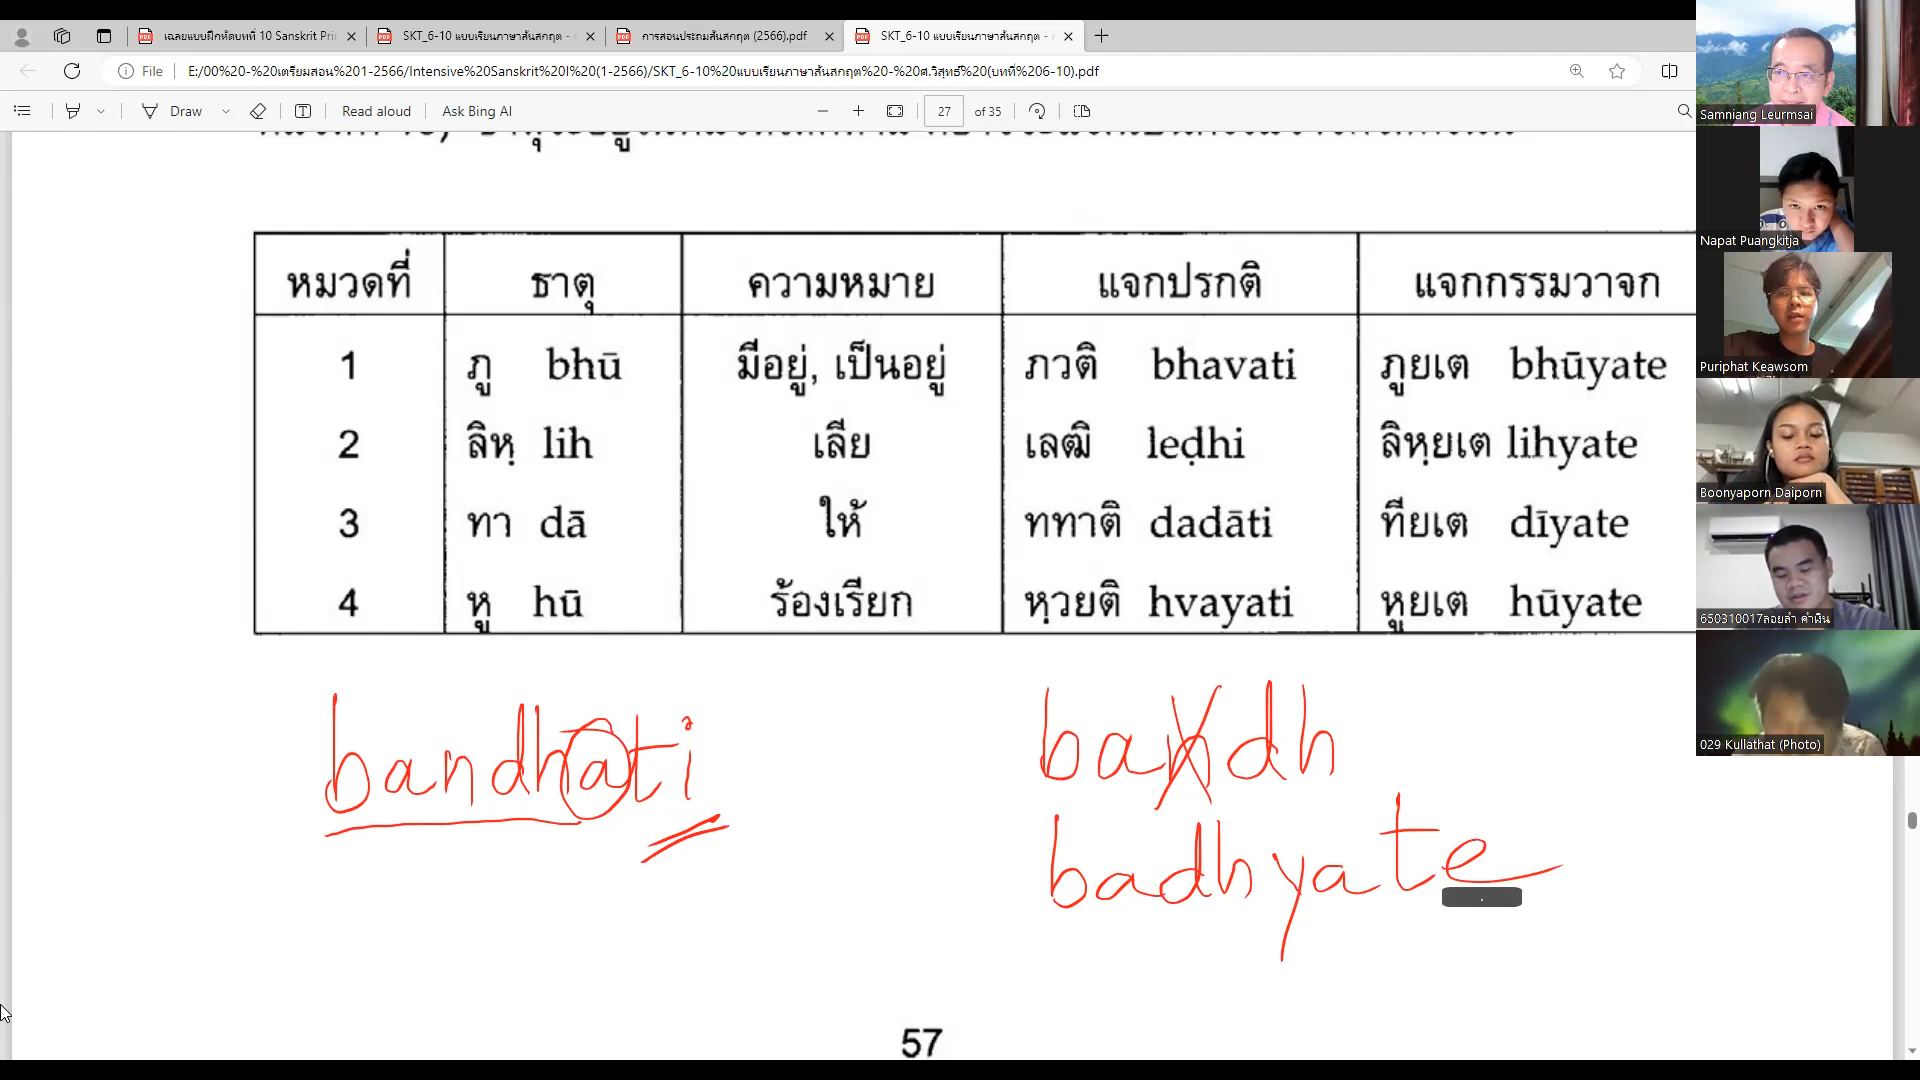 เฉลยแบบฝึกหัดบทที่ 10 Sanskrit Pri
SKT_6-10 แบบเรียนภาษาสันสกฤต -
การสอนประถมสันสกฤต (2566).pdf
SKT_6-10 แบบเรียนภาษาสันสกฤต -
File
E:/00%20-%20เตรียมสอน%201-2566/Intensive%20Sanskrit%20I%20(1-2566)/SKT_6-10%20แบบเรียนภาษาสันสกฤต%20-%20ศ.วิสุทธ์%20(บทที่%206-10).pdf
Draw
Read aloud
Ask Bing AI
27 of 35
หมวดที่ ธาตุ ความหมาย แจกปรกติ แจกกรรมวาจก
1 ภู bhū มีอยู่, เป็นอยู่ ภวติ bhavati ภูยเต bhūyate
2 ลิหฺ lih เลีย เลฒิ leḍhi ลิหฺยเต lihyate
3 ทา dā ให้ ททาติ dadāti ทียเต dīyate
4 หู hū ร้องเรียก หฺวยติ hvayati หูยเต hūyate
bandhati
bandh
badhyate
57
Samniang Leurmsai
Napat Puangkitja
Puriphat Keawsom
Boonyaporn Daiporn
650310017ลอยลำ คำฝัน
029 Kullathat (Photo)